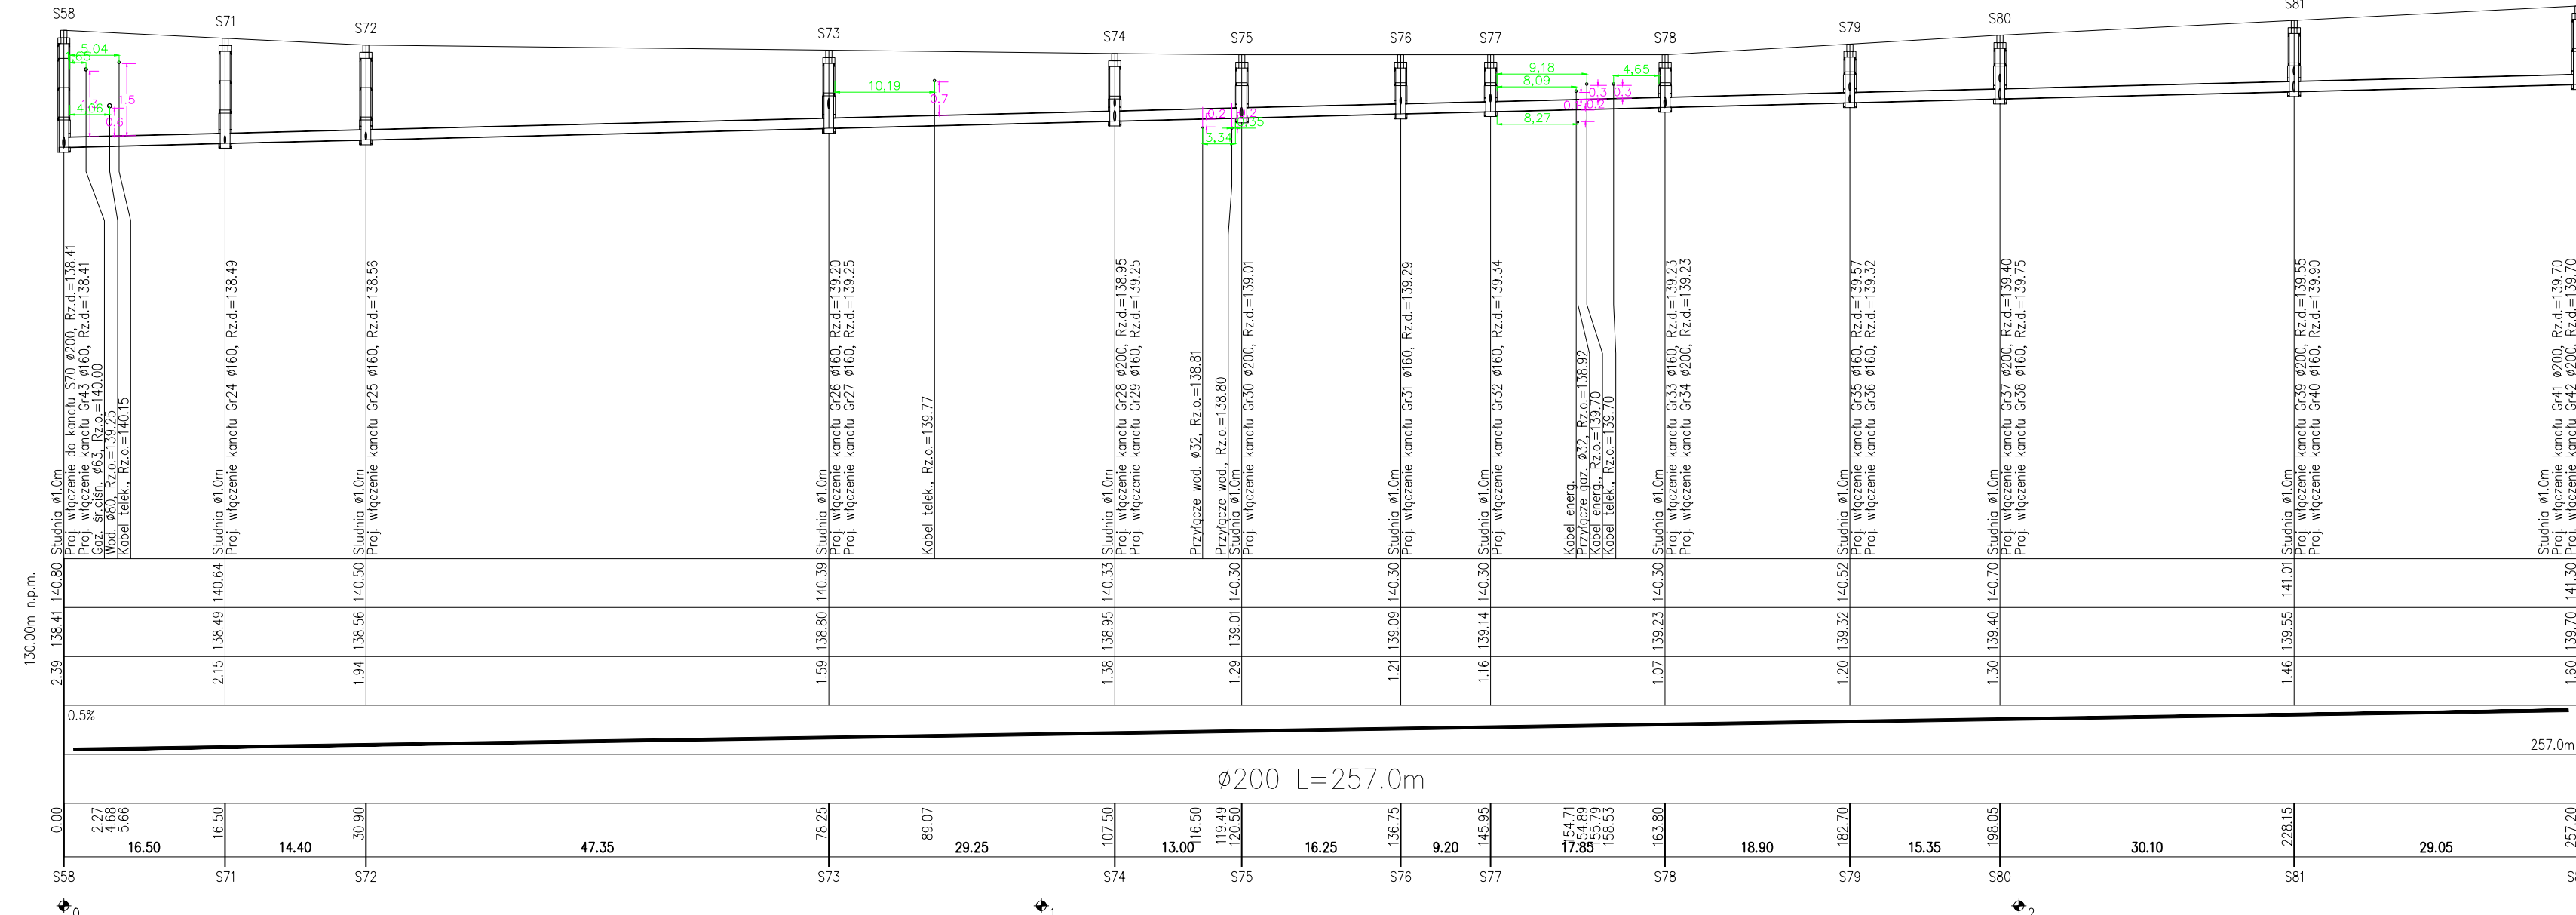 S58
S71
S72
S73
S74
S75
S76
S77
S78
S79
S80
S81
5,04
1.3
1.5
4,66
0.6
10,19
0.7
0.2
3,34
9,18
8,09
0.3
0.3
4,65
0.2
8,27
Studnia ø1.0m
Proj. włączenie do kanału S70 ø200, Rz.d.=138.41
Proj. włączenie kanału Gr43 ø160, Rz.d.=138.41
Gaz. śr.ciśn. ø63, Rz.o.=140.00
Wod. ø80, Rz.o.=139.25
Kabel telek., Rz.o.=140.15
Studnia ø1.0m
Proj. włączenie kanału Gr24 ø160, Rz.d.=138.49
Studnia ø1.0m
Proj. włączenie kanału Gr25 ø160, Rz.d.=138.56
Studnia ø1.0m
Proj. włączenie kanału Gr26 ø160, Rz.d.=139.20
Proj. włączenie kanału Gr27 ø160, Rz.d.=139.25
Kabel telek., Rz.o.=139.77
Studnia ø1.0m
Proj. włączenie kanału Gr28 ø200, Rz.d.=138.95
Proj. włączenie kanału Gr29 ø160, Rz.d.=139.25
Przyłącze wod. ø32, Rz.o.=138.81
Przyłącze wod., Rz.o.=138.80
Studnia ø1.0m
Proj. włączenie kanału Gr30 ø200, Rz.d.=139.01
Studnia ø1.0m
Proj. włączenie kanału Gr31 ø160, Rz.d.=139.29
Studnia ø1.0m
Proj. włączenie kanału Gr32 ø160, Rz.d.=139.34
Kabel energ.
Przyłącze gaz. ø32, Rz.o.=138.92
Kabel energ., Rz.o.=139.70
Kabel telek., Rz.o.=139.70
Studnia ø1.0m
Proj. włączenie kanału Gr33 ø160, Rz.d.=139.23
Proj. włączenie kanału Gr34 ø200, Rz.d.=139.23
Studnia ø1.0m
Proj. włączenie kanału Gr35 ø160, Rz.d.=139.57
Proj. włączenie kanału Gr36 ø160, Rz.d.=139.32
Studnia ø1.0m
Proj. włączenie kanału Gr37 ø200, Rz.d.=139.40
Proj. włączenie kanału Gr38 ø160, Rz.d.=139.75
Studnia ø1.0m
Proj. włączenie kanału Gr39 ø200, Rz.d.=139.55
Proj. włączenie kanału Gr40 ø160, Rz.d.=139.90
Studnia ø1.0m
Proj. włączenie kanału Gr41 ø200, Rz.d.=139.70
Proj. włączenie kanału Gr42 ø200, Rz.d.=139.70
130.00m n.p.m.
140.80 140.64 140.50 140.39 140.33 140.30 140.30 140.30 140.30 140.52 140.70 141.01 141.30
138.41 138.49 138.56 138.80 138.95 139.01 139.09 139.14 139.23 139.32 139.40 139.55 139.70
2.39 2.15 1.94 1.59 1.38 1.29 1.21 1.16 1.07 1.20 1.30 1.46 1.60
0.5%
257.0m
ø200 L=257.0m
0.00 2.27 4.68 5.66 16.50 30.90 78.25 89.07 107.50 116.50 119.49 120.50 136.75 145.95 154.71 154.89 155.79 158.53 163.80 182.70 198.05 228.15 257.20
16.50 14.40 47.35 29.25 13.00 16.25 9.20 17.85 18.90 15.35 30.10 29.05
S58 S71 S72 S73 S74 S75 S76 S77 S78 S79 S80 S81
0 1 2